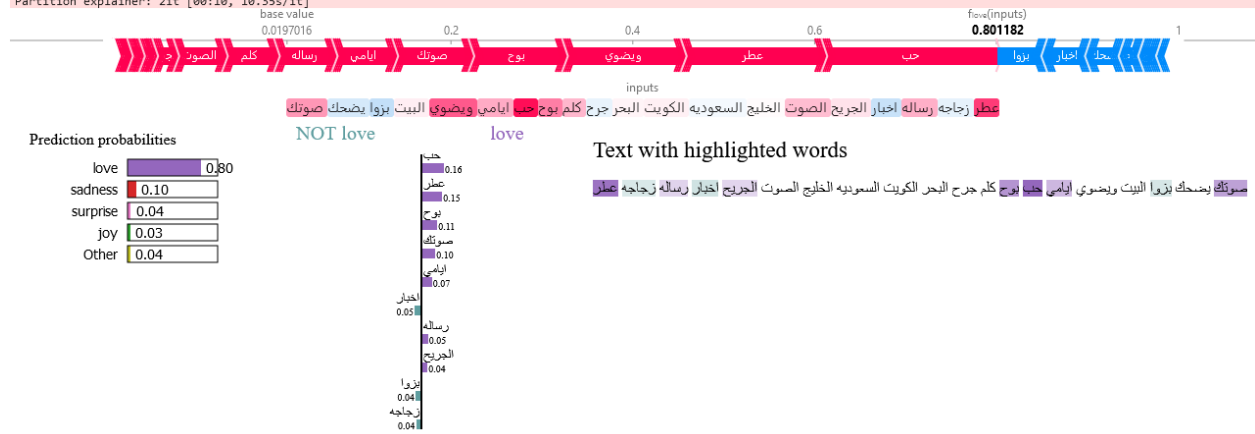 Partition explainer: 21it [00:10, 10.55s/it]
base value
f love(inputs)
0.0197016
0.2
0.4
0.6
0.801182
1
الصوت
كلم
رساله
ايامي
صوتك
بوح
ويضوي
عطر
حب
بزوا
اخبار
inputs
عطر زجاجه رساله اخبار الجريح الصوت الخليج السعوديه الكويت البحر جرح كلم بوح حب ايامي ويضوي البيت بزوا يضحك صوتك
Prediction probabilities
love 0.80
sadness 0.10
surprise 0.04
joy 0.03
Other 0.04
NOT love
love
حب
0.16
عطر
0.15
بوح
0.11
صوتك
0.10
ايامي
0.07
اخبار
0.05
رساله
0.05
الجريح
0.04
بزوا
0.04
زجاجه
0.04
Text with highlighted words
صوتك يضحك بزوا البيت ويضوي ايامي حب بوح كلم جرح البحر الكويت السعوديه الخليج الصوت الجريح اخبار رساله زجاجه عطر